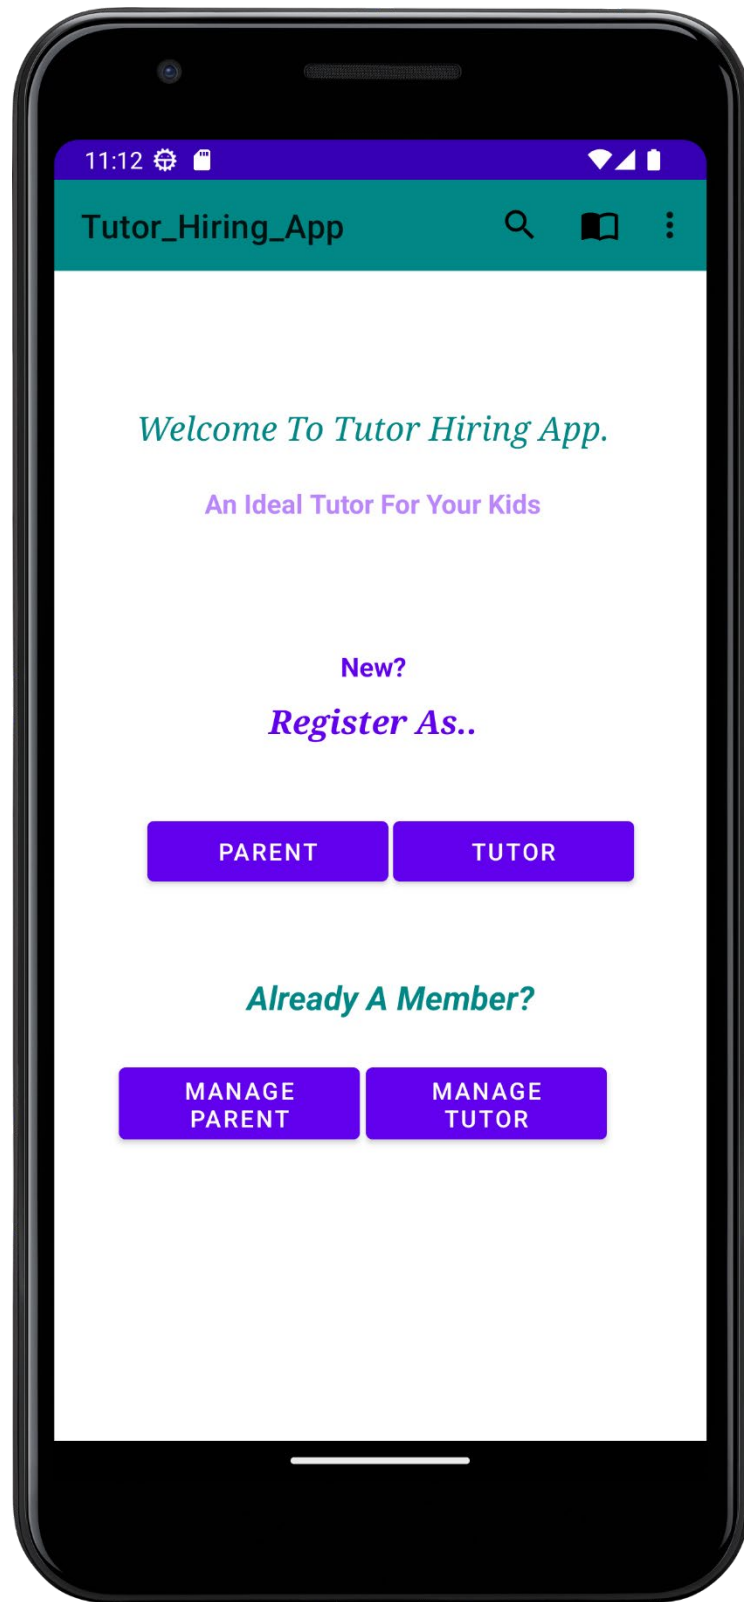 11:12
Tutor_Hiring_App
Welcome To Tutor Hiring App.
An Ideal Tutor For Your Kids
New?
Register As..
PARENT TUTOR
Already A Member?
MANAGE PARENT MANAGE TUTOR